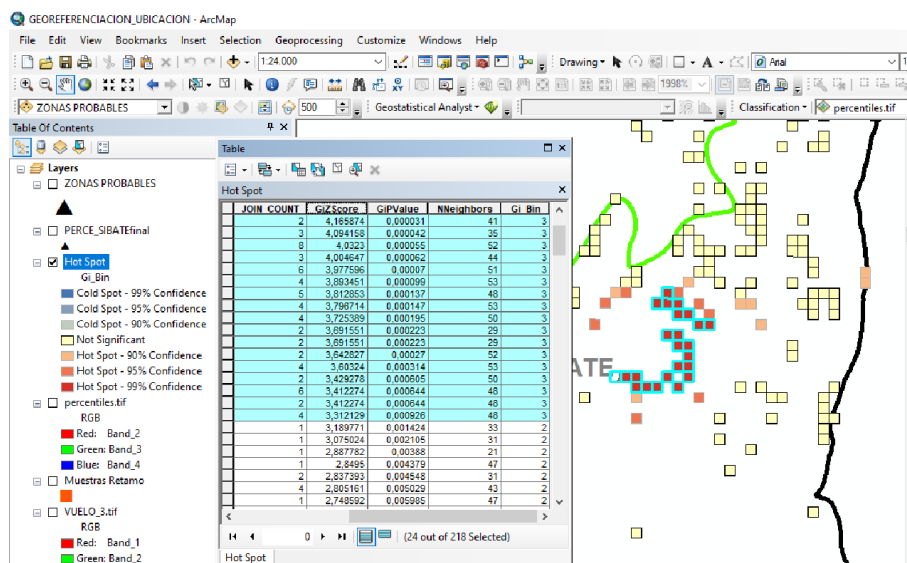 GEOREFERENCIACION_UBICACION - ArcMap
File Edit View Bookmarks Insert Selection Geoprocessing Customize Windows Help
1:24.000 Drawing Arial
1998%
ZONAS PROBABLES 500 Geostatistical Analyst Classification percentiles.tif
Table Of Contents
Layers
ZONAS PROBABLES
PERCE_SIBATEfinal
Hot Spot
Gi_Bin
Cold Spot - 99% Confidence
Cold Spot - 95% Confidence
Cold Spot - 90% Confidence
Not Significant
Hot Spot - 90% Confidence
Hot Spot - 95% Confidence
Hot Spot - 99% Confidence
percentiles.tif
RGB
Red: Band_2
Green: Band_3
Blue: Band_4
Muestras Retamo
VUELO_3.tif
RGB
Red: Band_1
Green: Band_2
Table
Hot Spot
JOIN_COUNT GiZScore GiPValue NNeighbors Gi_Bin
2 4,165874 0,000031 41 3
3 4,094158 0,000042 35 3
8 4,0323 0,000055 52 3
3 4,004647 0,000062 44 3
6 3,977596 0,00007 51 3
4 3,893451 0,000099 53 3
5 3,812853 0,000137 48 3
4 3,796714 0,000147 53 3
4 3,725389 0,000195 50 3
2 3,691551 0,000223 29 3
2 3,691551 0,000223 29 3
2 3,642827 0,00027 52 3
4 3,60324 0,000314 53 3
2 3,429278 0,000605 50 3
6 3,412274 0,000644 48 3
2 3,412274 0,000644 48 3
4 3,312129 0,000926 48 3
1 3,189771 0,001424 33 2
1 3,075024 0,002105 31 2
1 2,887782 0,00388 21 2
1 2,8495 0,004379 47 2
2 2,837393 0,004548 31 2
4 2,805161 0,005029 43 2
1 2,748592 0,005985 47 2
0 (24 out of 218 Selected)
Hot Spot
ATE